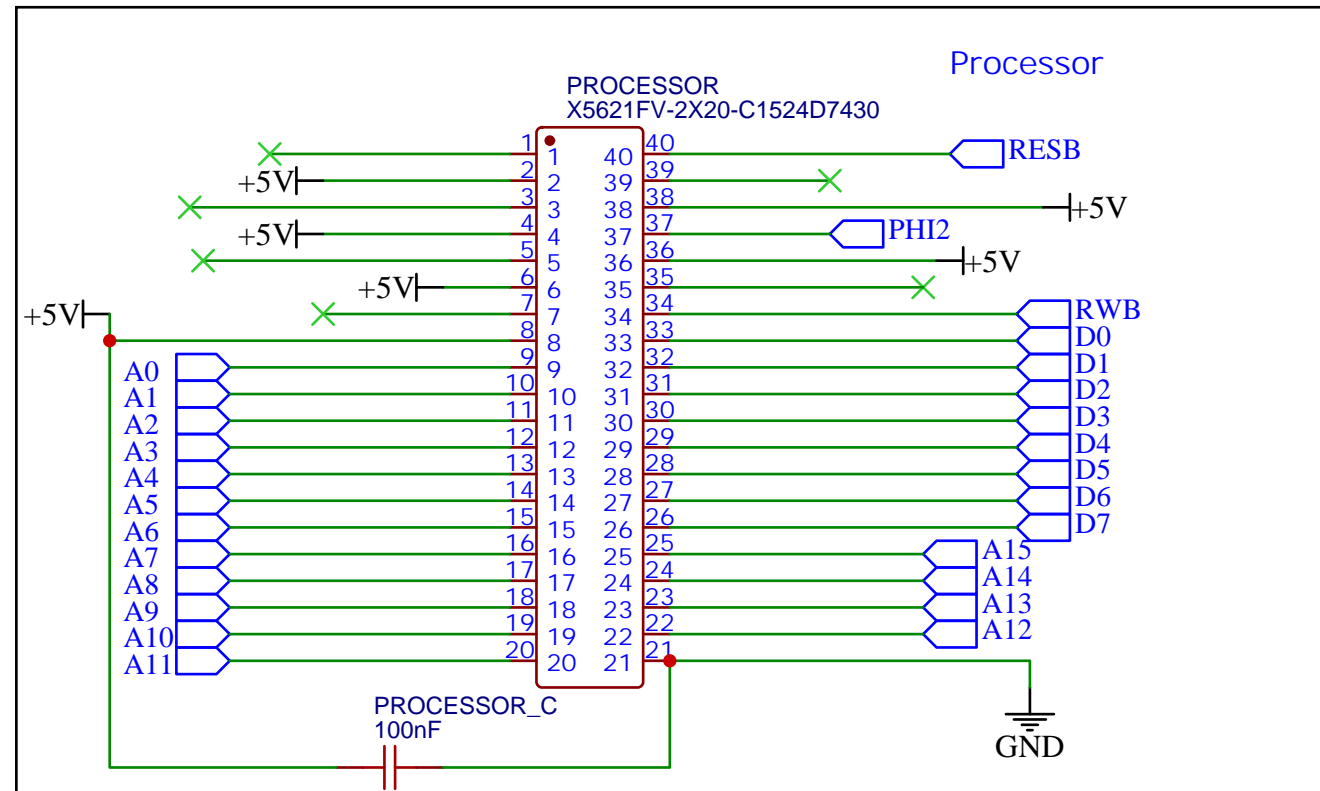 Processor
PROCESSOR
X5621FV-2X20-C1524D7430
1 1 40 40 RESB
+5V 2 2 39 39
3 3 38 38 +5V
+5V 4 4 37 37 PHI2
5 5 36 36 +5V
+5V 6 6 35 35
+5V 7 7 34 34 RWB
8 8 33 33 D0
A0 9 9 32 32 D1
A1 10 10 31 31 D2
A2 11 11 30 30 D3
A3 12 12 29 29 D4
A4 13 13 28 28 D5
A5 14 14 27 27 D6
A6 15 15 26 26 D7
A7 16 16 25 25 A15
A8 17 17 24 24 A14
A9 18 18 23 23 A13
A10 19 19 22 22 A12
A11 20 20 21 21
PROCESSOR_C
100nF
GND